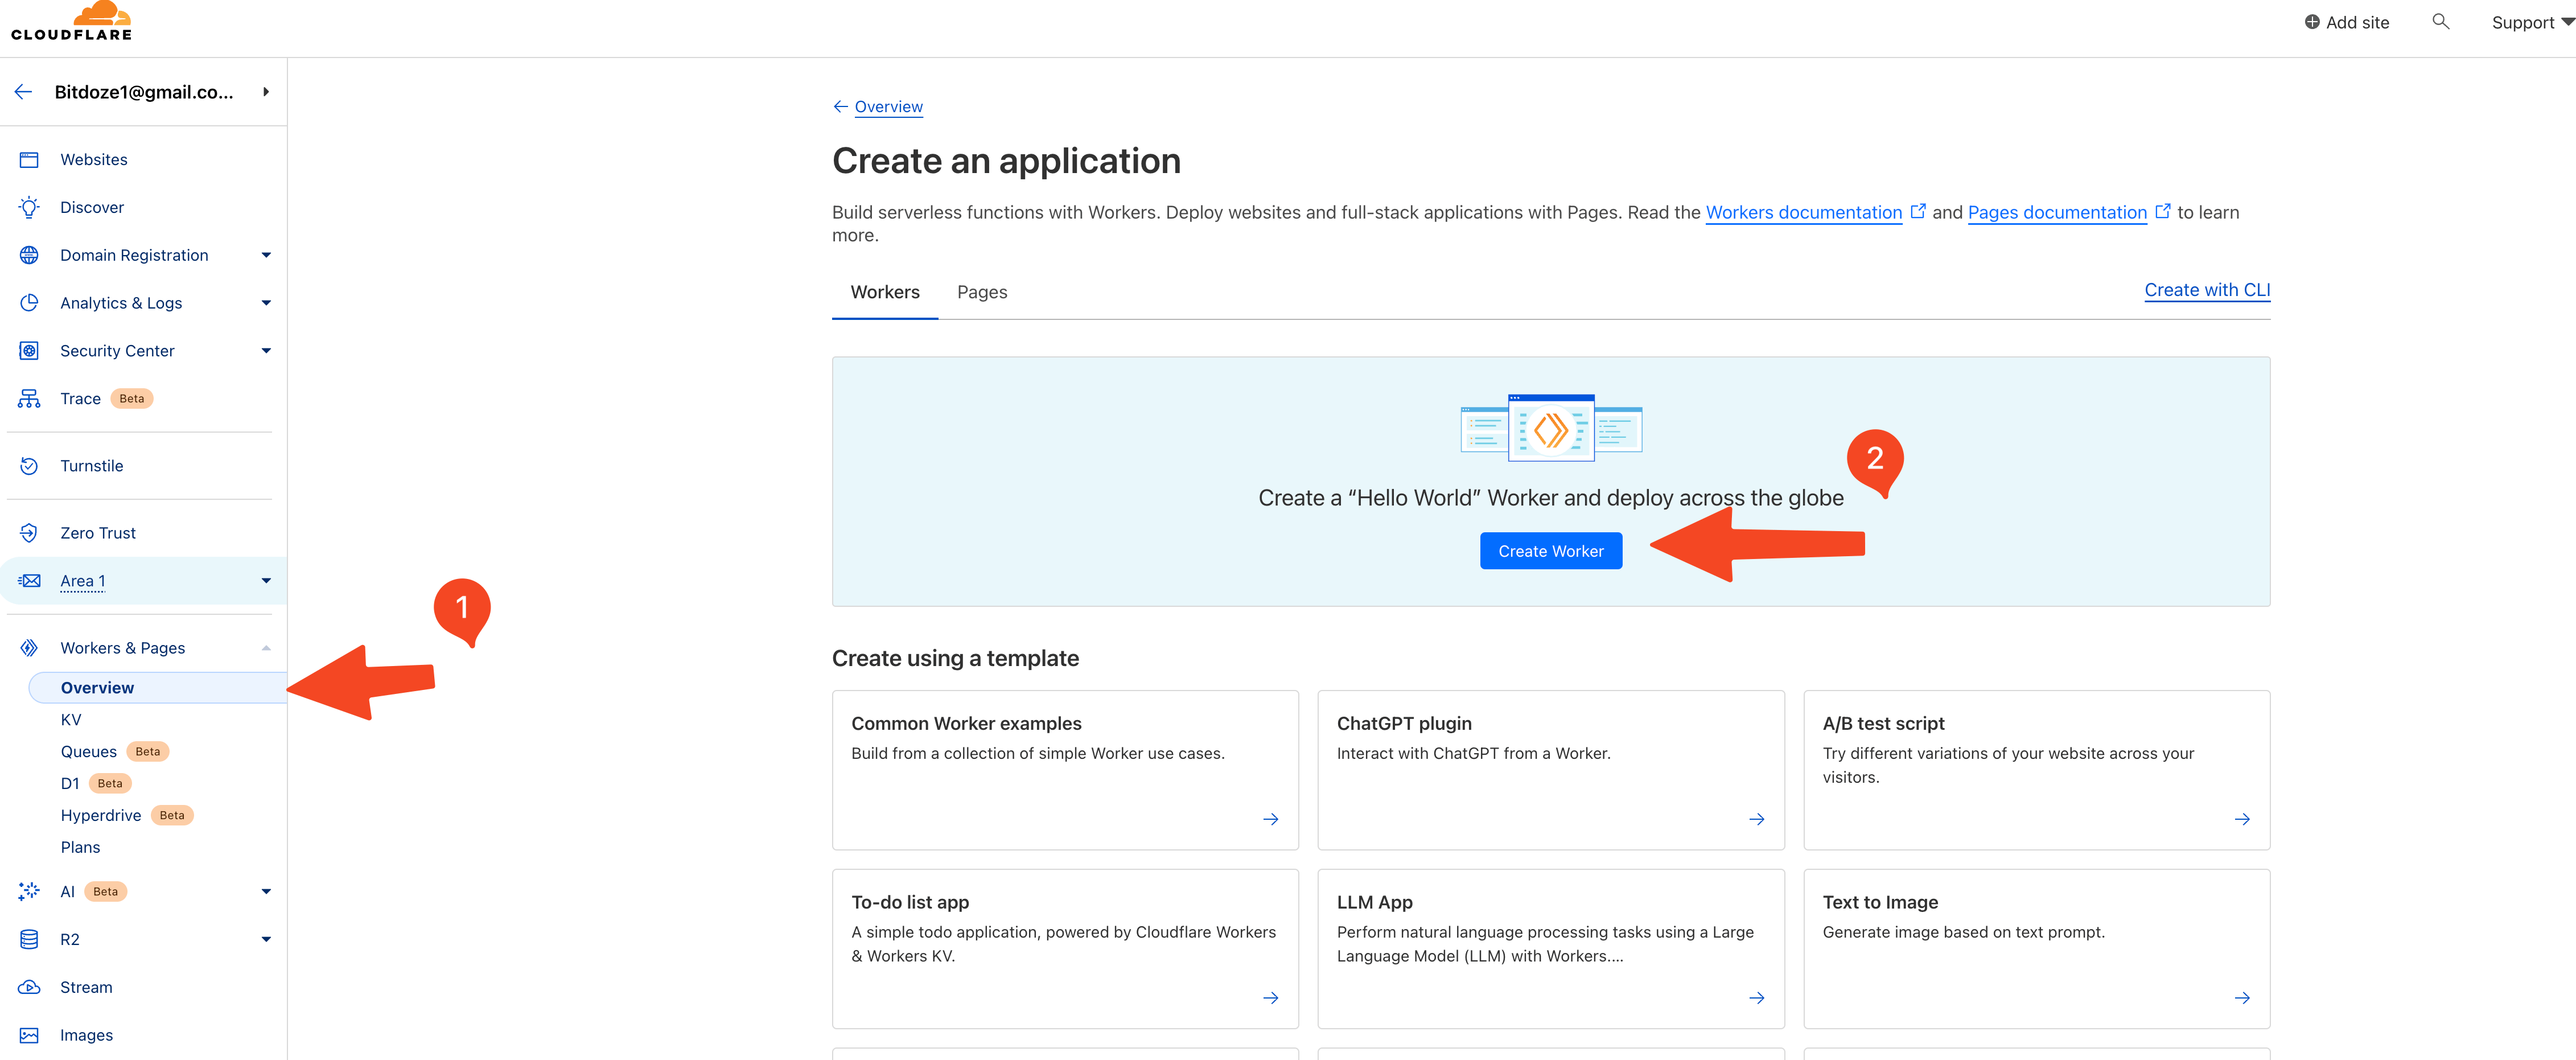 CLOUDFLARE
Add site
Support
Bitdoze1@gmail.co...
Websites
Discover
Domain Registration
Analytics & Logs
Security Center
Trace Beta
Turnstile
Zero Trust
Area 1
Workers & Pages
Overview
KV
Queues Beta
D1 Beta
Hyperdrive Beta
Plans
AI Beta
R2
Stream
Images
1
Overview
Create an application
Build serverless functions with Workers. Deploy websites and full-stack applications with Pages. Read the Workers documentation and Pages documentation to learn
more.
Workers Pages
Create with CLI
2
Create a “Hello World” Worker and deploy across the globe
Create Worker
Create using a template
Common Worker examples
Build from a collection of simple Worker use cases.
ChatGPT plugin
Interact with ChatGPT from a Worker.
A/B test script
Try different variations of your website across your
visitors.
To-do list app
A simple todo application, powered by Cloudflare Workers
& Workers KV.
LLM App
Perform natural language processing tasks using a Large
Language Model (LLM) with Workers....
Text to Image
Generate image based on text prompt.